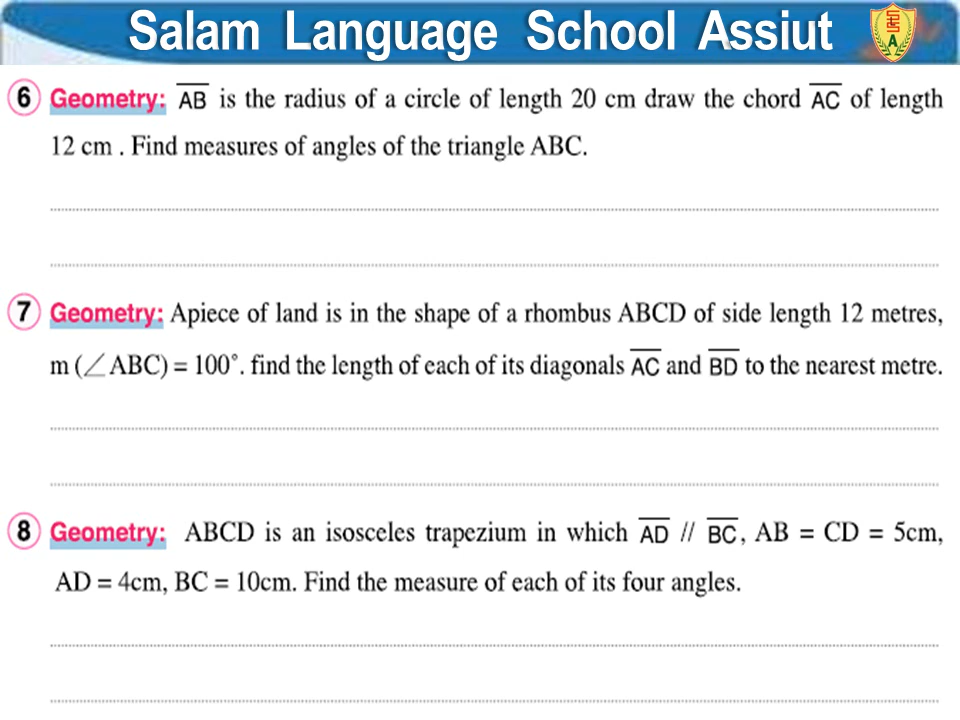 Salam Language School Assiut
6 Geometry: AB is the radius of a circle of length 20 cm draw the chord AC of length
12 cm . Find measures of angles of the triangle ABC.
7 Geometry: Apiece of land is in the shape of a rhombus ABCD of side length 12 metres,
m (∠ ABC) = 100°. find the length of each of its diagonals AC and BD to the nearest metre.
8 Geometry: ABCD is an isosceles trapezium in which AD // BC, AB = CD = 5cm,
AD = 4cm, BC = 10cm. Find the measure of each of its four angles.